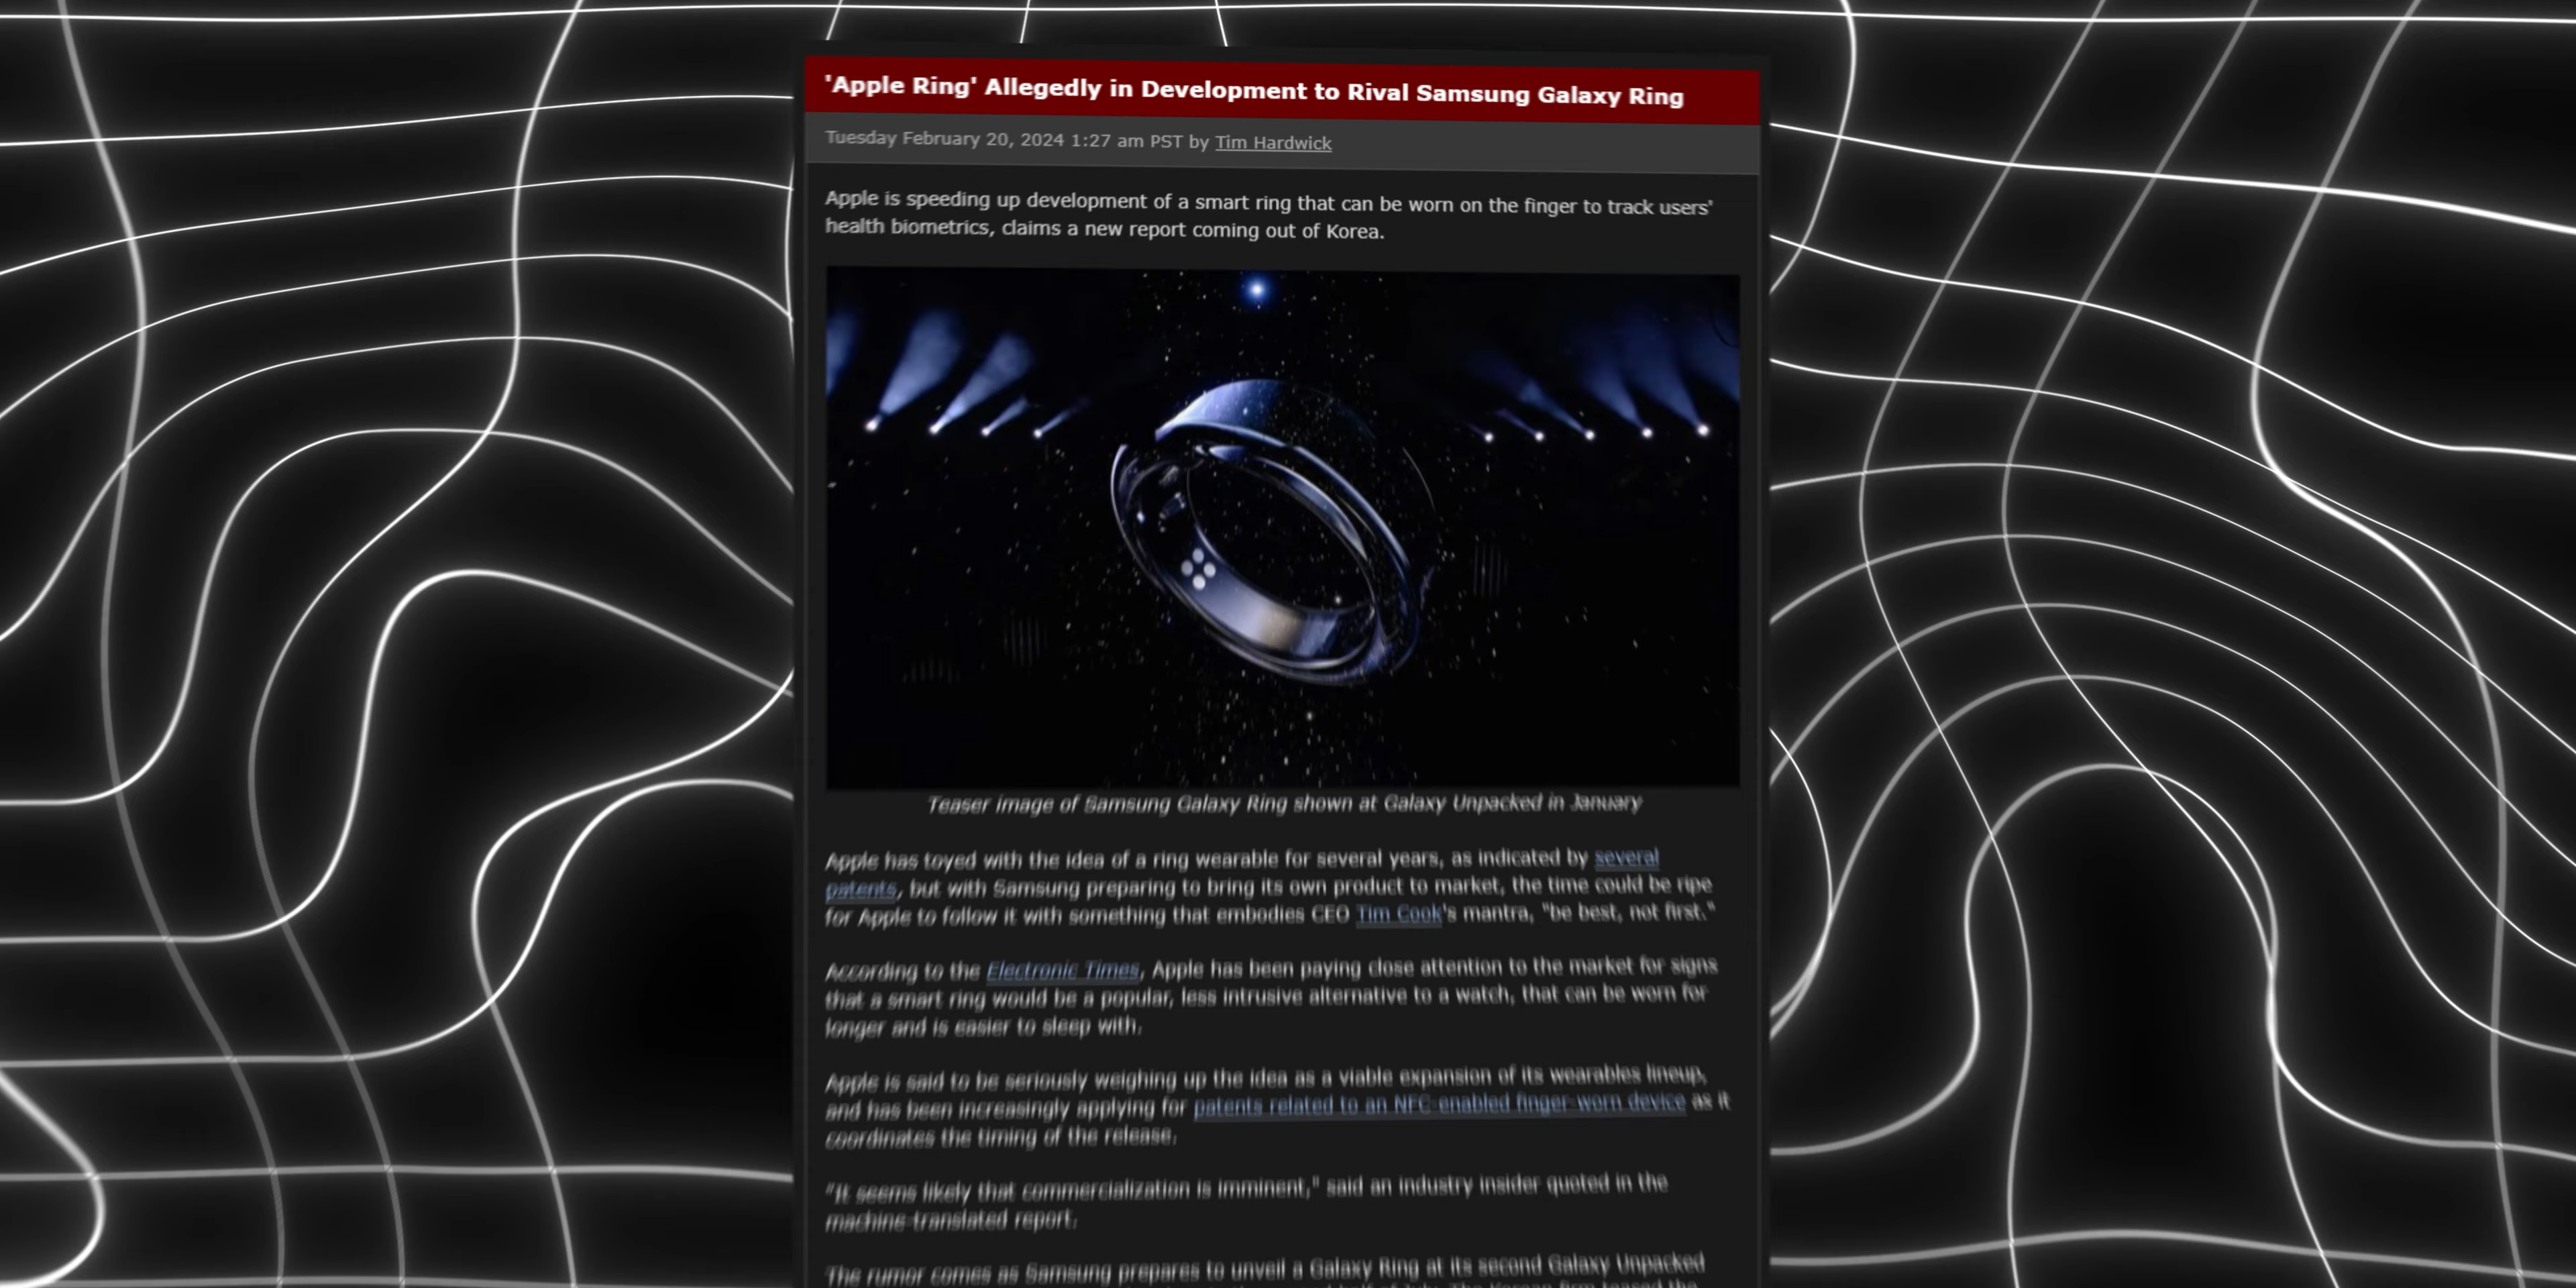 'Apple Ring' Allegedly in Development to Rival Samsung Galaxy Ring
Tuesday February 20, 2024 1:27 am PST by Tim Hardwick
Apple is speeding up development of a smart ring that can be worn on the finger to track users'
health biometrics, claims a new report coming out of Korea.
Teaser image of Samsung Galaxy Ring shown at Galaxy Unpacked in January
Apple has toyed with the idea of a ring wearable for several years, as indicated by several
patents, but with Samsung preparing to bring its own product to market, the time could be ripe
for Apple to follow it with something that embodies CEO Tim Cook's mantra, "be best, not first."
According to the Electronic Times, Apple has been paying close attention to the market for signs
that a smart ring would be a popular, less intrusive alternative to a watch, that can be worn for
longer and is easier to sleep with.
Apple is said to be seriously weighing up the idea as a viable expansion of its wearables lineup,
and has been increasingly applying for patents related to an NFC-enabled finger-worn device as it
coordinates the timing of the release.
"It seems likely that commercialization is imminent," said an industry insider quoted in the
machine-translated report.
The rumor comes as Samsung prepares to unveil a Galaxy Ring at its second Galaxy Unpacked